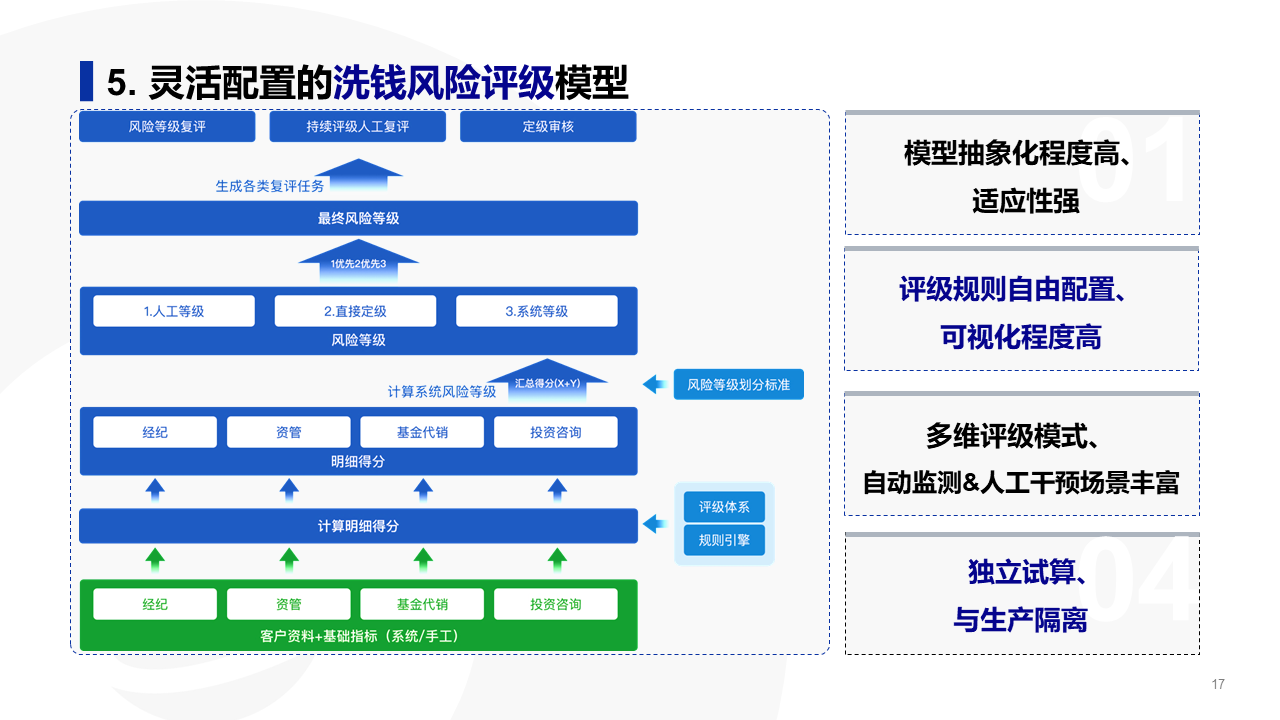 5. 灵活配置的洗钱风险评级模型
风险等级复评
持续评级人工复评
定级审核
生成各类复评任务
最终风险等级
1优先2优先3
1.人工等级
2.直接定级
3.系统等级
风险等级
计算系统风险等级
汇总得分(X+Y)
风险等级划分标准
经纪
资管
基金代销
投资咨询
明细得分
计算明细得分
评级体系
规则引擎
经纪
资管
基金代销
投资咨询
客户资料+基础指标（系统/手工）
01
模型抽象化程度高、
适应性强
评级规则自由配置、
可视化程度高
多维评级模式、
自动监测&人工干预场景丰富
04
独立试算、
与生产隔离
17